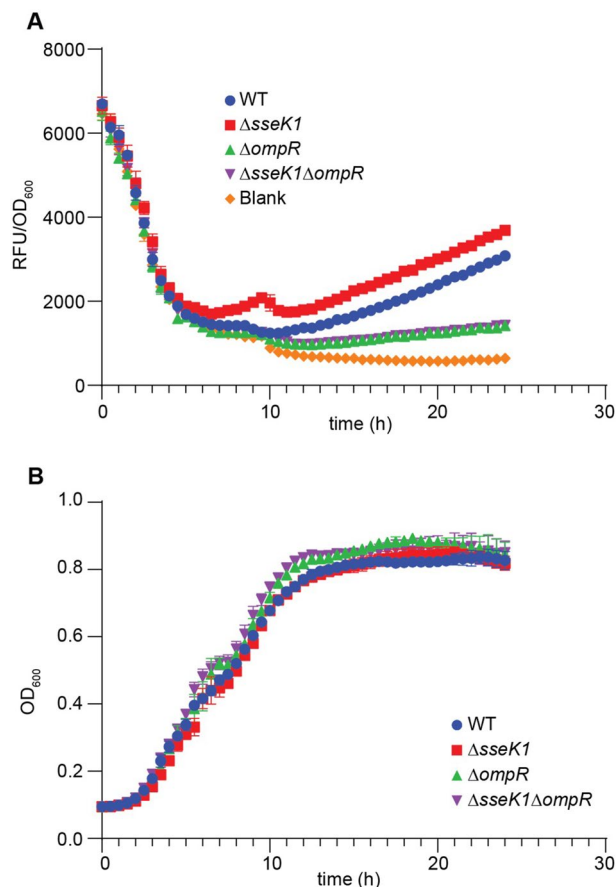 A
8000
6000
4000
2000
0
RFU/OD600
WT
ΔsseK1
ΔompR
ΔsseK1ΔompR
Blank
0 10 20 30
time (h)
B
1.0
0.8
0.6
0.4
0.2
0.0
OD600
WT
ΔsseK1
ΔompR
ΔsseK1ΔompR
0 10 20 30
time (h)